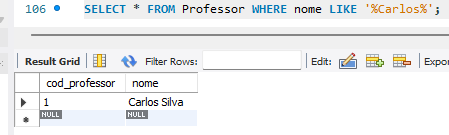 106 SELECT * FROM Professor WHERE nome LIKE '%Carlos%';
Result Grid Filter Rows: Edit: Expor
cod_professor nome
1 Carlos Silva
NULL NULL